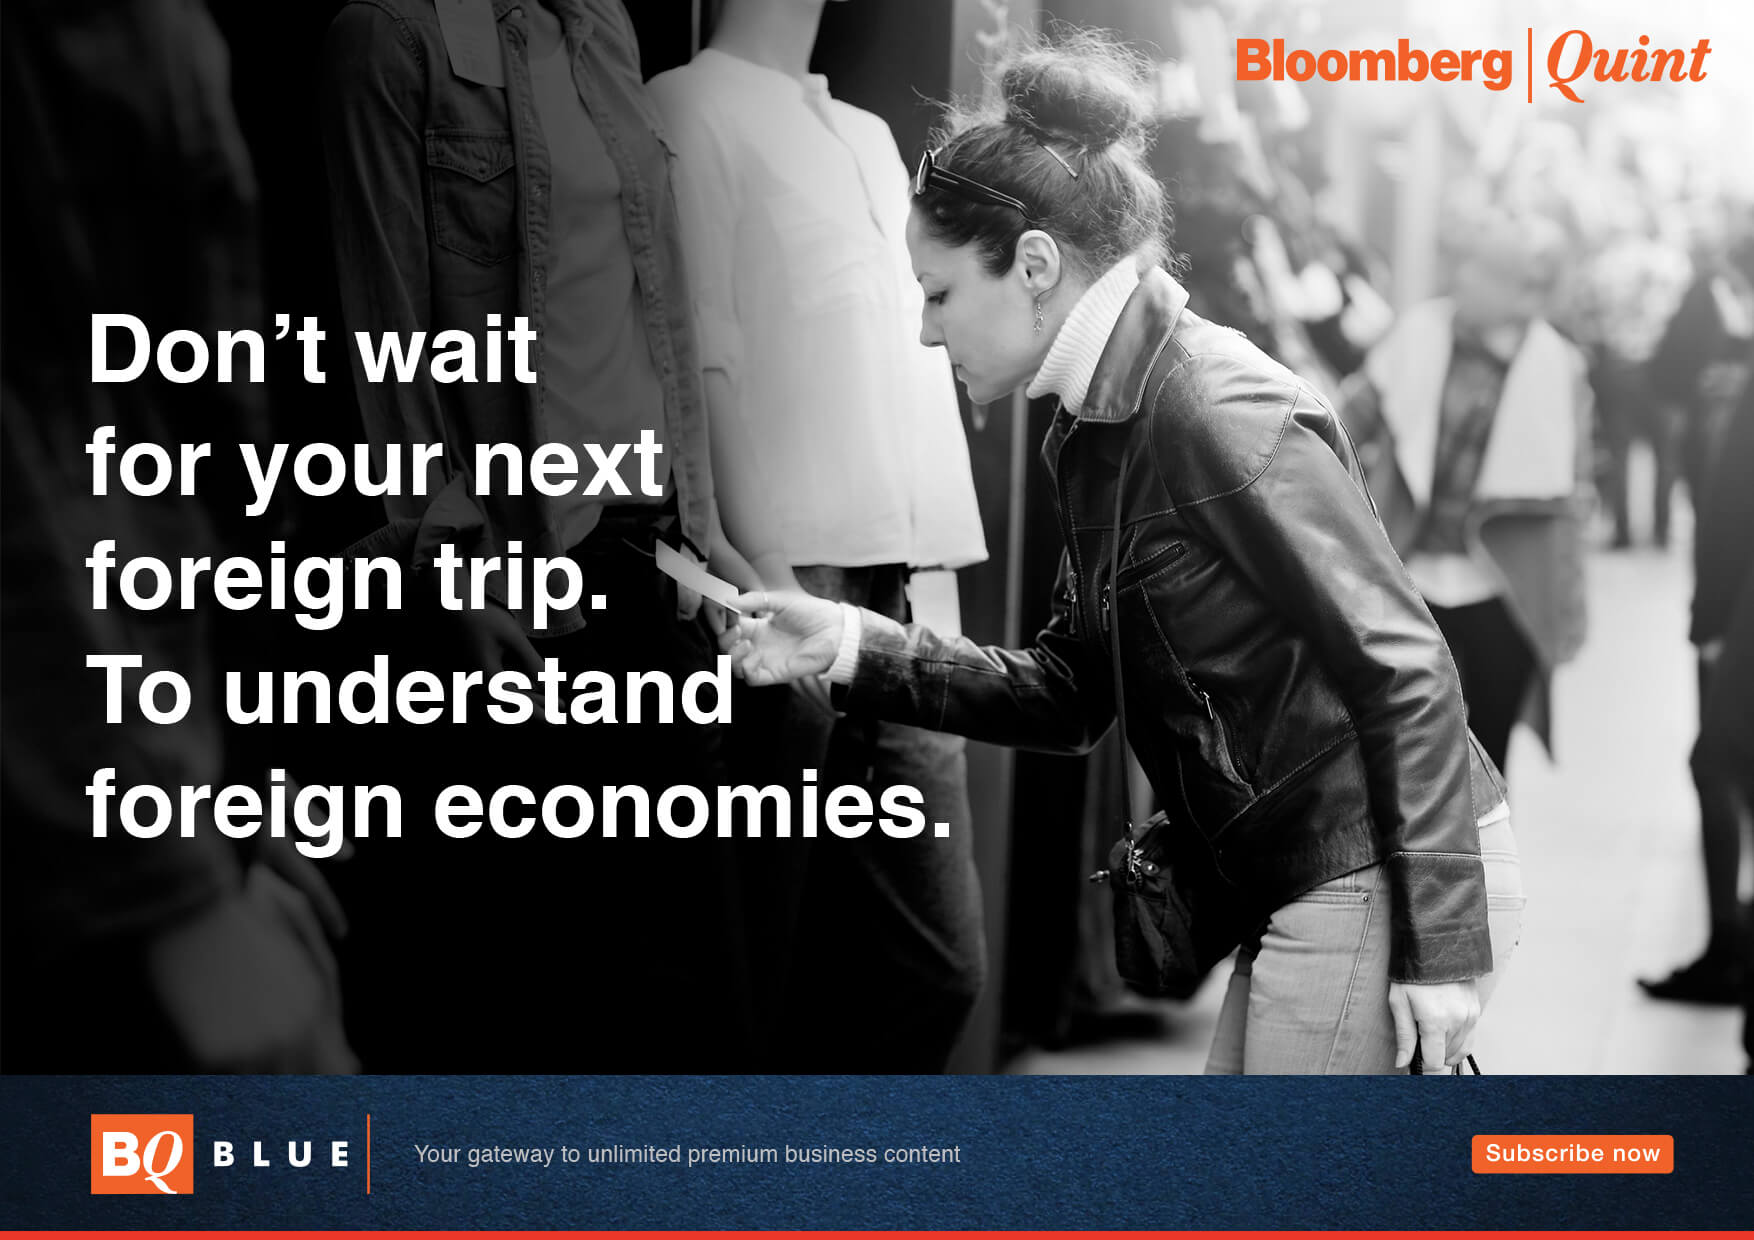 Bloomberg | Quint
Don’t wait
for your next
foreign trip.
To understand
foreign economies.
BQ BLUE
Your gateway to unlimited premium business content
Subscribe now